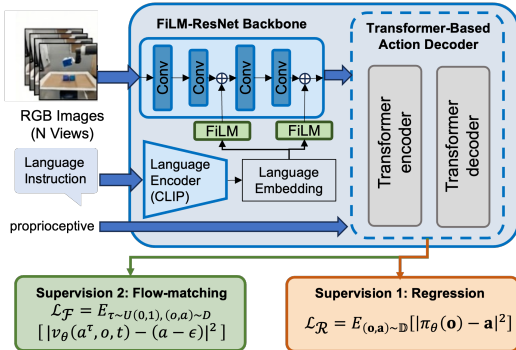 FiLM-ResNet Backbone
Transformer-Based
Action Decoder
Conv
Conv
Conv
Conv
FiLM
FiLM
RGB Images
(N Views)
Language
Instruction
Language
Encoder
(CLIP)
Language
Embedding
Transformer
encoder
Transformer
decoder
proprioceptive
Supervision 2: Flow-matching
ℒ_ℱ = E_{τ∼U(0,1), (o,a)∼D}
[ |v_θ(a^τ, o, t) − (a − ϵ)|² ]
Supervision 1: Regression
ℒ_ℛ = E_{(𝐨,𝐚)∼𝔻}[|π_θ(𝐨) − 𝐚|²]